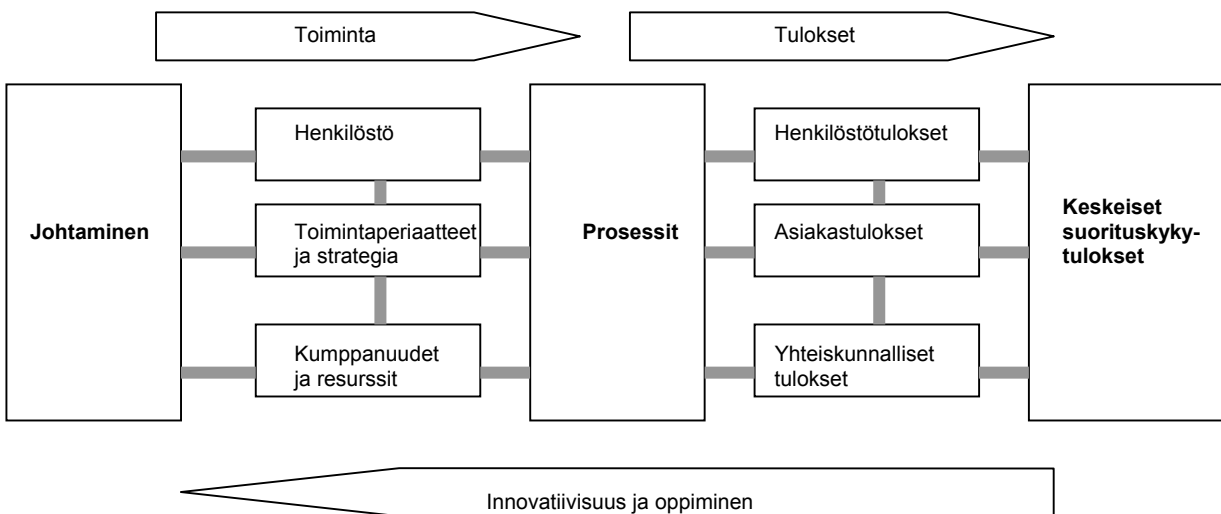 Toiminta
Tulokset
Johtaminen
Henkilöstö
Toimintaperiaatteet
ja strategia
Kumppanuudet
ja resurssit
Prosessit
Henkilöstötulokset
Asiakastulokset
Yhteiskunnalliset
tulokset
Keskeiset
suorituskyky-
tulokset
Innovatiivisuus ja oppiminen